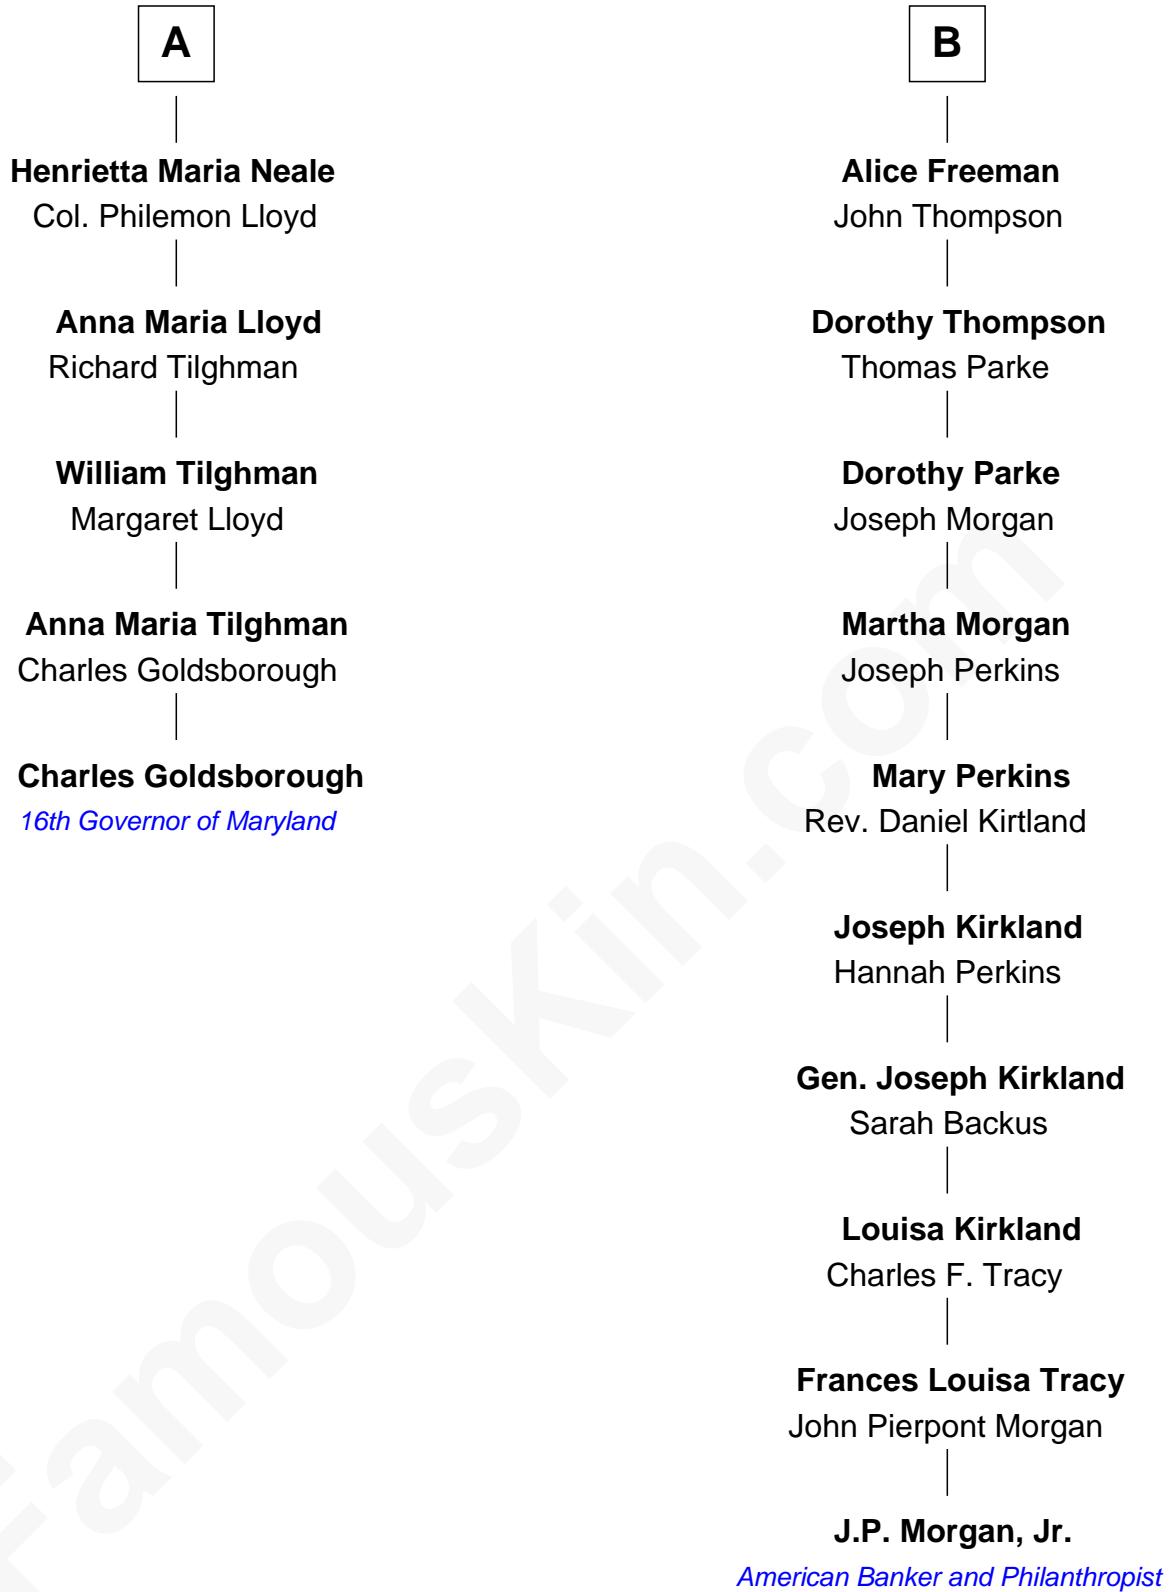 A
Henrietta Maria Neale
Col. Philemon Lloyd
Anna Maria Lloyd
Richard Tilghman
William Tilghman
Margaret Lloyd
Anna Maria Tilghman
Charles Goldsborough
Charles Goldsborough
16th Governor of Maryland
B
Alice Freeman
John Thompson
Dorothy Thompson
Thomas Parke
Dorothy Parke
Joseph Morgan
Martha Morgan
Joseph Perkins
Mary Perkins
Rev. Daniel Kirtland
Joseph Kirkland
Hannah Perkins
Gen. Joseph Kirkland
Sarah Backus
Louisa Kirkland
Charles F. Tracy
Frances Louisa Tracy
John Pierpont Morgan
J.P. Morgan, Jr.
American Banker and Philanthropist
FamousKin.com